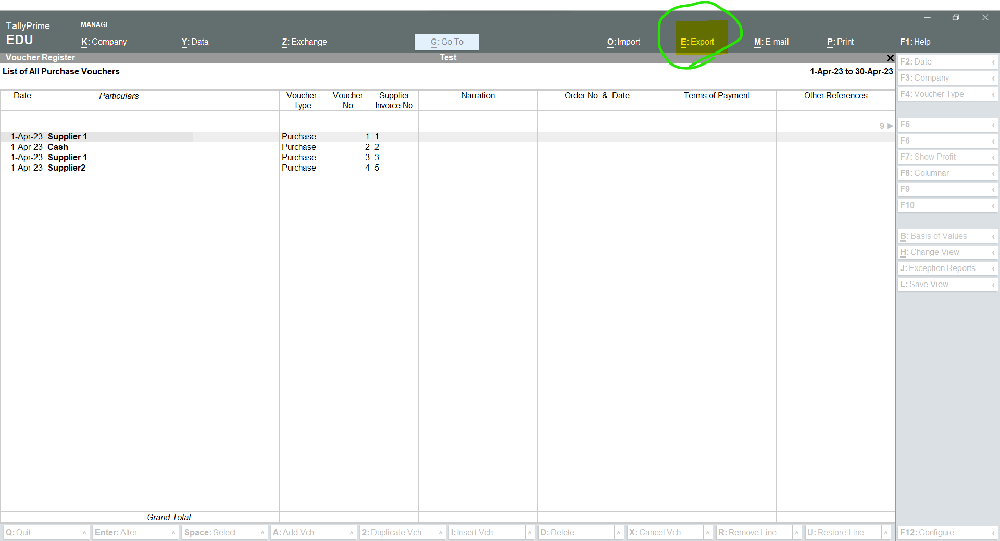 TallyPrime
EDU
MANAGE
K: Company
Y: Data
Z: Exchange
G: Go To
O: Import
E: Export
M: E-mail
P: Print
F1: Help
Voucher Register
Test
List of All Purchase Vouchers
1-Apr-23 to 30-Apr-23
Date Particulars Voucher Type Voucher No. Supplier Invoice No. Narration Order No. & Date Terms of Payment Other References
9 ►
1-Apr-23 Supplier 1 Purchase 1 1
1-Apr-23 Cash Purchase 2 2
1-Apr-23 Supplier 1 Purchase 3 3
1-Apr-23 Supplier2 Purchase 4 5
Grand Total
F2: Date
F3: Company
F4: Voucher Type
F5
F6
F7: Show Profit
F8: Columnar
F9
F10
B: Basis of Values
H: Change View
J: Exception Reports
L: Save View
Q: Quit
Enter: Alter
Space: Select
A: Add Vch
2: Duplicate Vch
I: Insert Vch
D: Delete
X: Cancel Vch
R: Remove Line
U: Restore Line
F12: Configure